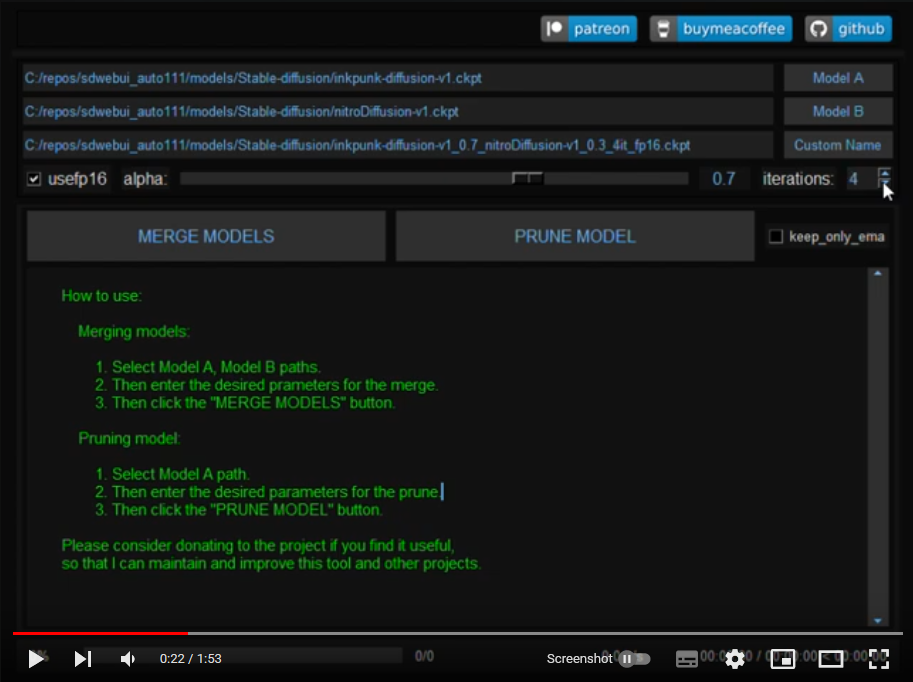 patreon buymeacoffee github
C:/repos/sdwebui_auto111/models/Stable-diffusion/inkpunk-diffusion-v1.ckpt Model A
C:/repos/sdwebui_auto111/models/Stable-diffusion/nitroDiffusion-v1.ckpt Model B
C:/repos/sdwebui_auto111/models/Stable-diffusion/inkpunk-diffusion-v1_0.7_nitroDiffusion-v1_0.3_4it_fp16.ckpt Custom Name
usefp16 alpha: 0.7 iterations: 4
MERGE MODELS PRUNE MODEL keep_only_ema
How to use:
Merging models:
1. Select Model A, Model B paths.
2. Then enter the desired prameters for the merge.
3. Then click the "MERGE MODELS" button.
Pruning model:
1. Select Model A path.
2. Then enter the desired parameters for the prune.
3. Then click the "PRUNE MODEL" button.
Please consider donating to the project if you find it useful,
so that I can maintain and improve this tool and other projects.
0:22 / 1:53 0/0 Screenshot